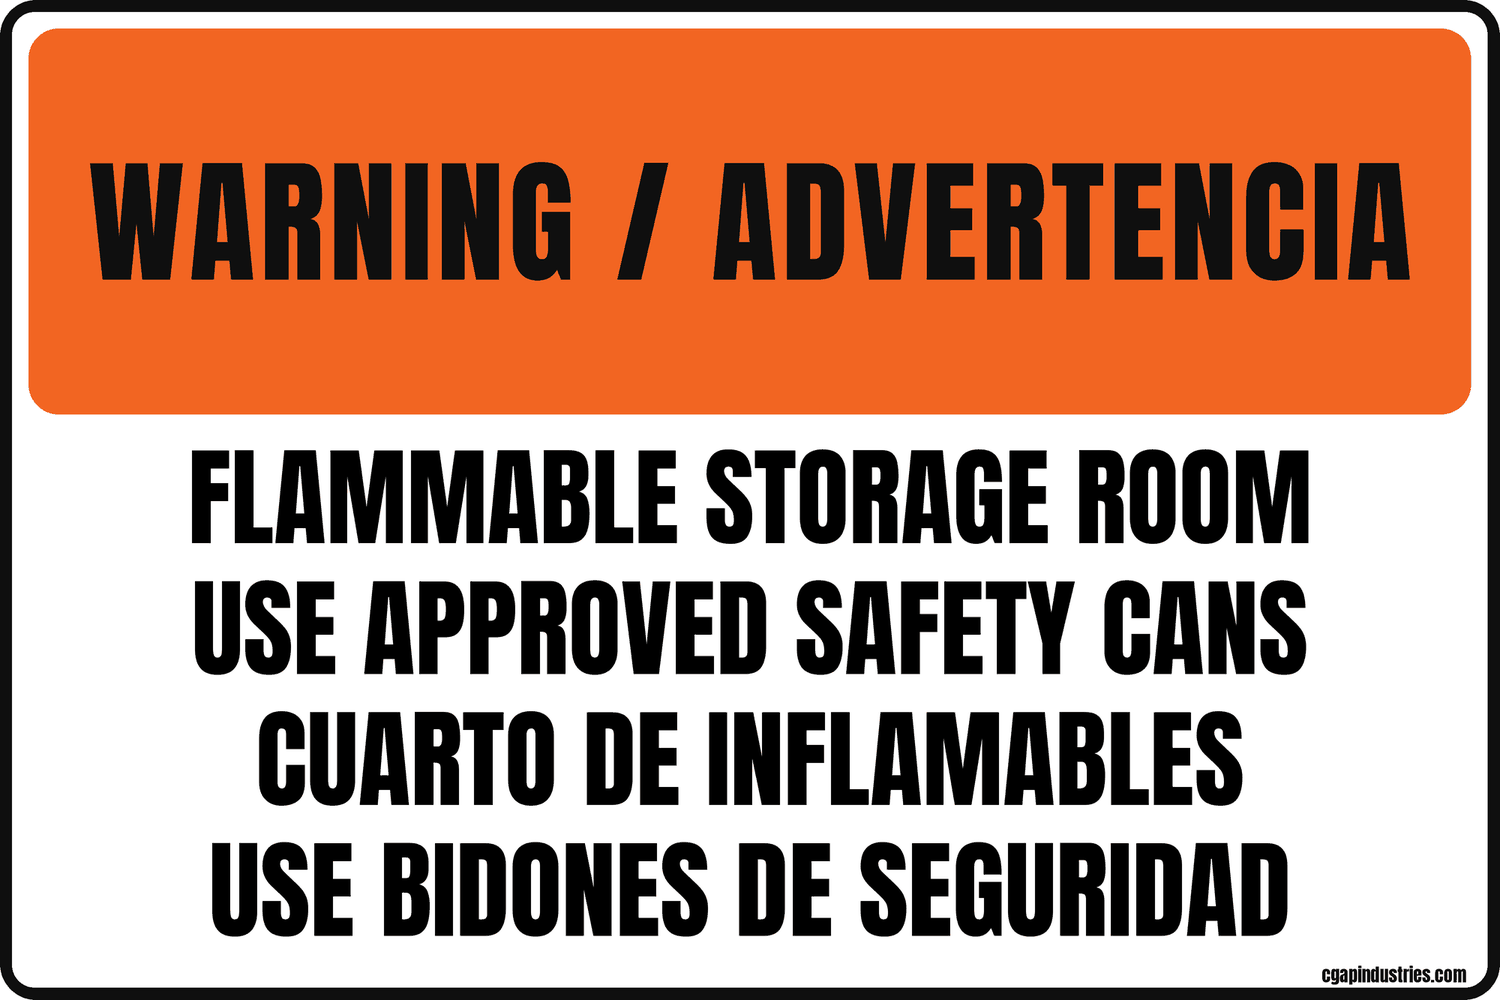 WARNING / ADVERTENCIA
FLAMMABLE STORAGE ROOM
USE APPROVED SAFETY CANS
CUARTO DE INFLAMABLES
USE BIDONES DE SEGURIDAD
cgapindustries.com